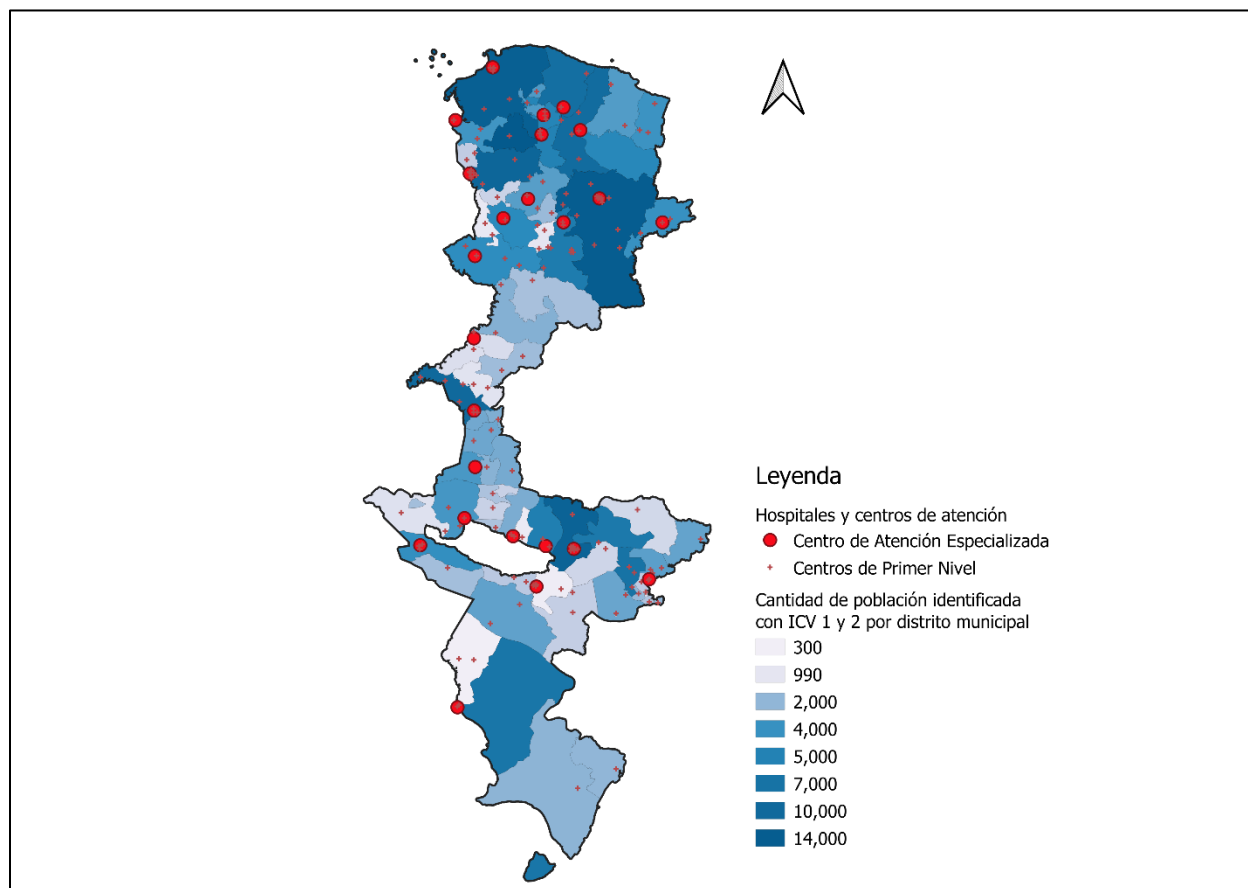 Leyenda
Hospitales y centros de atención
Centro de Atención Especializada
Centros de Primer Nivel
Cantidad de población identificada
con ICV 1 y 2 por distrito municipal
300
990
2,000
4,000
5,000
7,000
10,000
14,000